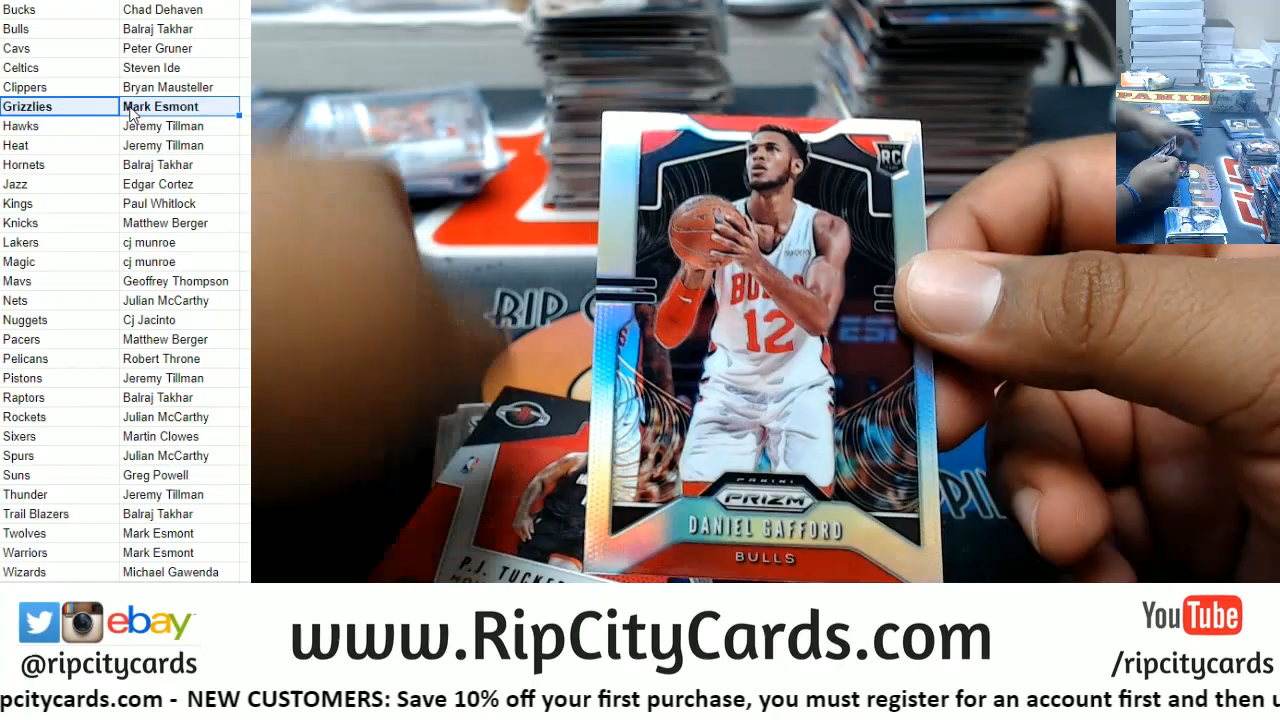 Bucks Chad Dehaven
Bulls Balraj Takhar
Cavs Peter Gruner
Celtics Steven Ide
Clippers Bryan Mausteller
Grizzlies Mark Esmont
Hawks Jeremy Tillman
Heat Jeremy Tillman
Hornets Balraj Takhar
Jazz Edgar Cortez
Kings Paul Whitlock
Knicks Matthew Berger
Lakers cj munroe
Magic cj munroe
Mavs Geoffrey Thompson
Nets Julian McCarthy
Nuggets Cj Jacinto
Pacers Matthew Berger
Pelicans Robert Throne
Pistons Jeremy Tillman
Raptors Balraj Takhar
Rockets Julian McCarthy
Sixers Martin Clowes
Spurs Julian McCarthy
Suns Greg Powell
Thunder Jeremy Tillman
Trail Blazers Balraj Takhar
Twolves Mark Esmont
Warriors Mark Esmont
Wizards Michael Gawenda
RC
BULLS
12
PANINI
PRIZM
DANIEL GAFFORD
BULLS
RIP
P.J. TUCKER
PANINI
ebay
@ripcitycards
www.RipCityCards.com
YouTube
/ripcitycards
pcitycards.com - NEW CUSTOMERS: Save 10% off your first purchase, you must register for an account first and then u